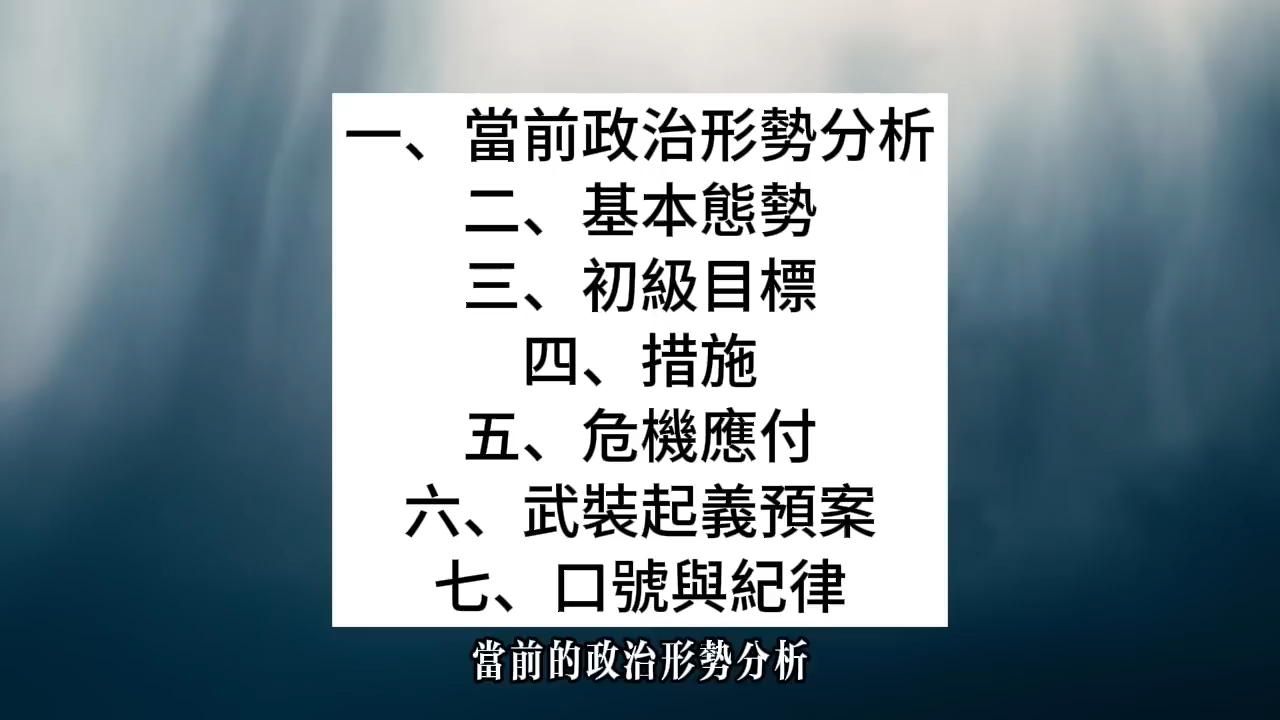 一、當前政治形勢分析
二、基本態勢
三、初級目標
四、措施
五、危機應付
六、武裝起義預案
七、口號與紀律
當前的政治形勢分析